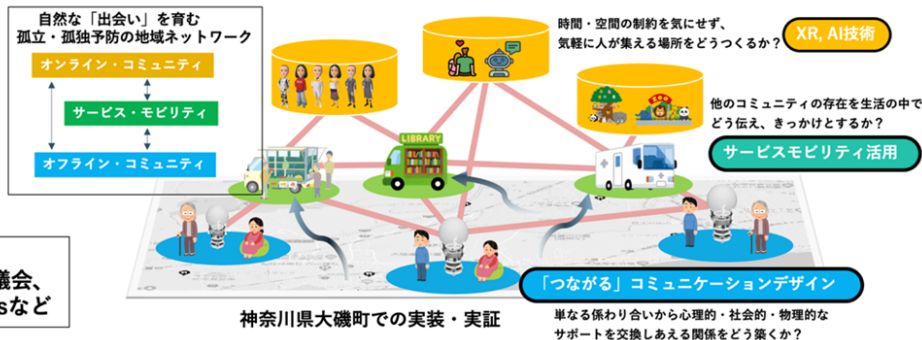 自然な「出会い」を育む
孤立・孤独予防の地域ネットワーク
オンライン・コミュニティ
サービス・モビリティ
オフライン・コミュニティ
時間・空間の制約を気にせず、
気軽に人が集える場所をどうつくるか?
XR, AI技術
他のコミュニティの存在を生活の中で
どう伝え、きっかけとするか?
サービスモビリティ活用
LIBRARY
議会、
sなど
「つながる」コミュニケーションデザイン
単なる係わり合いから心理的・社会的・物理的な
サポートを交換しあえる関係をどう築くか?
神奈川県大磯町での実装・実証